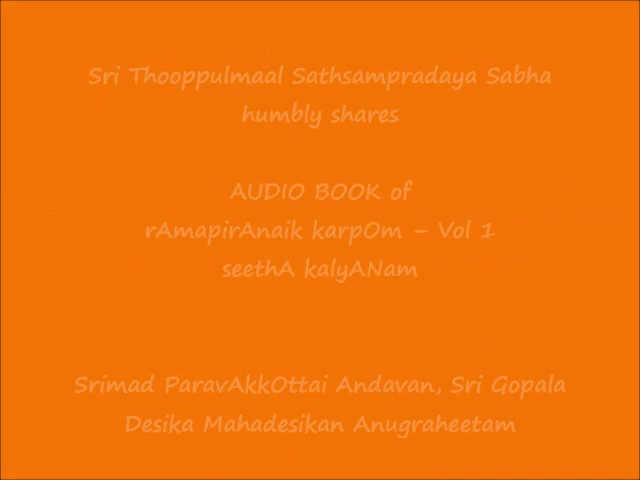 Sri Thooppulmaal Sathsampradaya Sabha
humbly shares
AUDIO BOOK of
rAmapirAnaik karpOm – Vol 1
seethA kalyANam
Srimad ParavAkkOttai Andavan, Sri Gopala
Desika Mahadesikan Anugraheetam